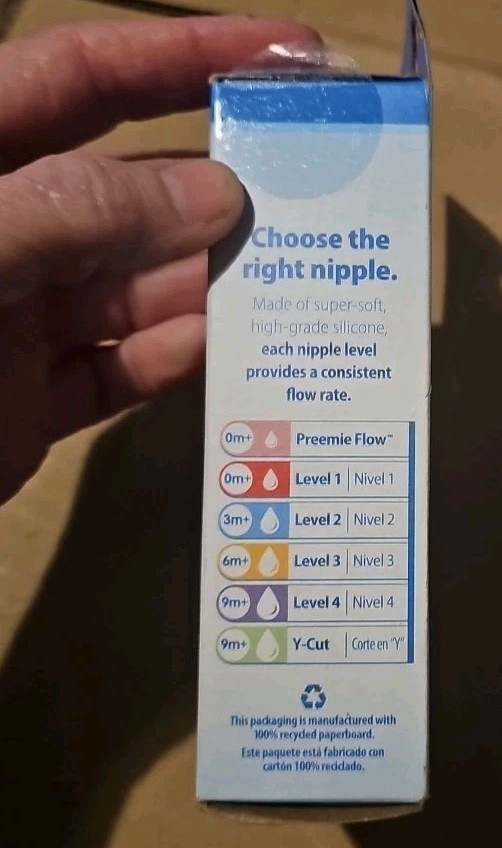 Choose the
right nipple.
Made of super-soft,
high-grade silicone,
each nipple level
provides a consistent
flow rate.
0m+ Preemie Flow™
0m+ Level 1 | Nivel 1
3m+ Level 2 | Nivel 2
6m+ Level 3 | Nivel 3
9m+ Level 4 | Nivel 4
9m+ Y-Cut | Corte en "Y"
This packaging is manufactured with
100% recycled paperboard.
Este paquete está fabricado con
cartón 100% reciclado.